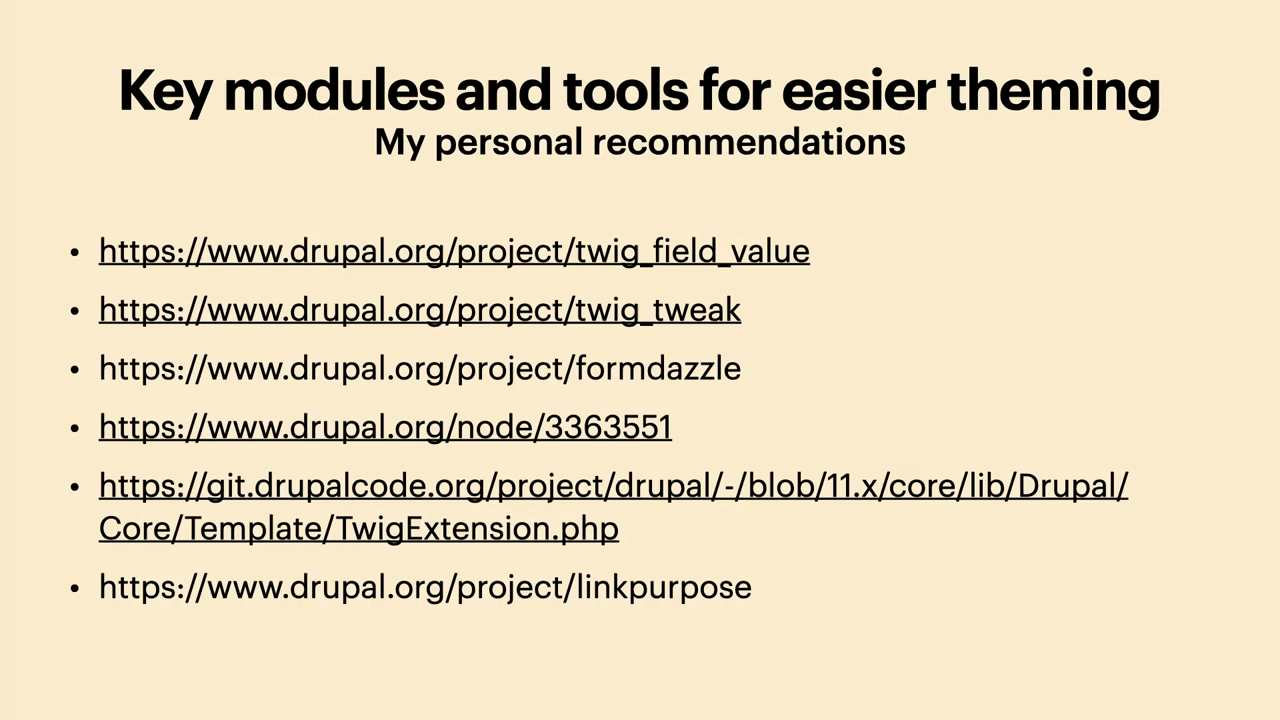 Key modules and tools for easier theming
My personal recommendations
• https://www.drupal.org/project/twig_field_value
• https://www.drupal.org/project/twig_tweak
• https://www.drupal.org/project/formdazzle
• https://www.drupal.org/node/3363551
• https://git.drupalcode.org/project/drupal/-/blob/11.x/core/lib/Drupal/
Core/Template/TwigExtension.php
• https://www.drupal.org/project/linkpurpose